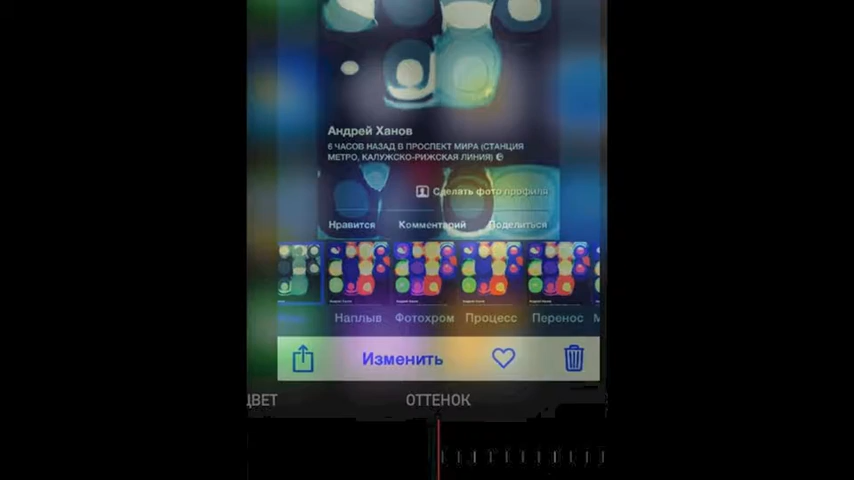 Андрей Ханов
6 ЧАСОВ НАЗАД В ПРОСПЕКТ МИРА (СТАНЦИЯ
МЕТРО, КАЛУЖСКО-РИЖСКАЯ ЛИНИЯ)
Сделать фото профиля
Нравится Комментарий Поделиться
Наплыв Фотохром Процесс Перенос М
Изменить
ЦВЕТ ОТТЕНОК